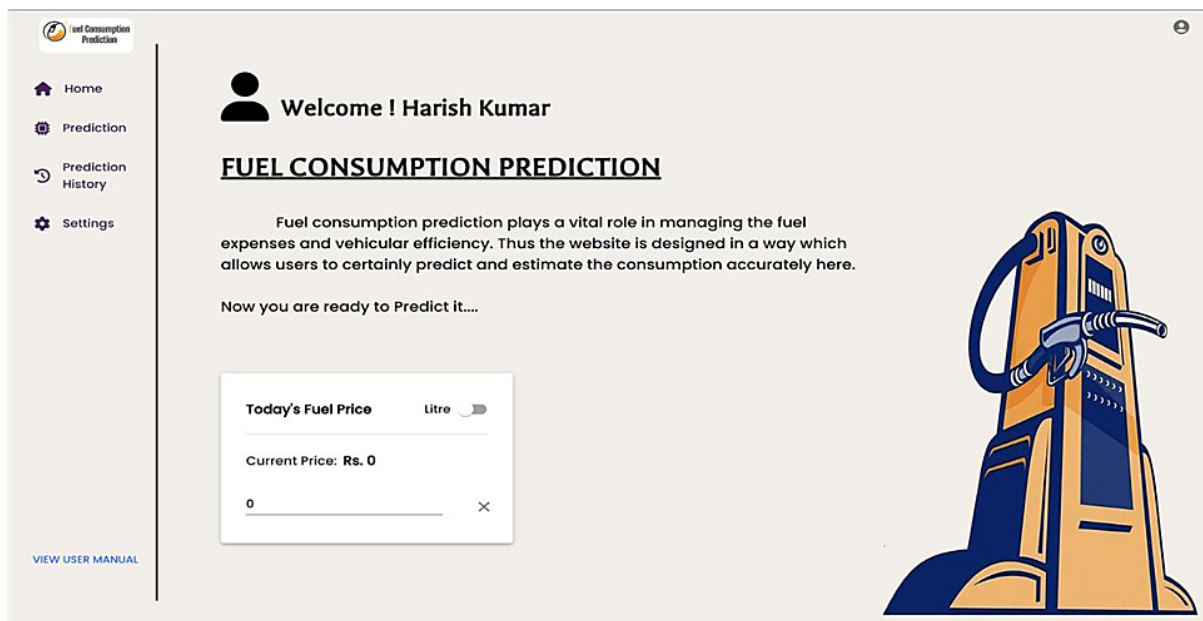 Fuel Consumption
Prediction
Home
Prediction
Prediction
History
Settings
VIEW USER MANUAL
Welcome ! Harish Kumar
FUEL CONSUMPTION PREDICTION
Fuel consumption prediction plays a vital role in managing the fuel
expenses and vehicular efficiency. Thus the website is designed in a way which
allows users to certainly predict and estimate the consumption accurately here.
Now you are ready to Predict it....
Today's Fuel Price Litre
Current Price: Rs. 0
0